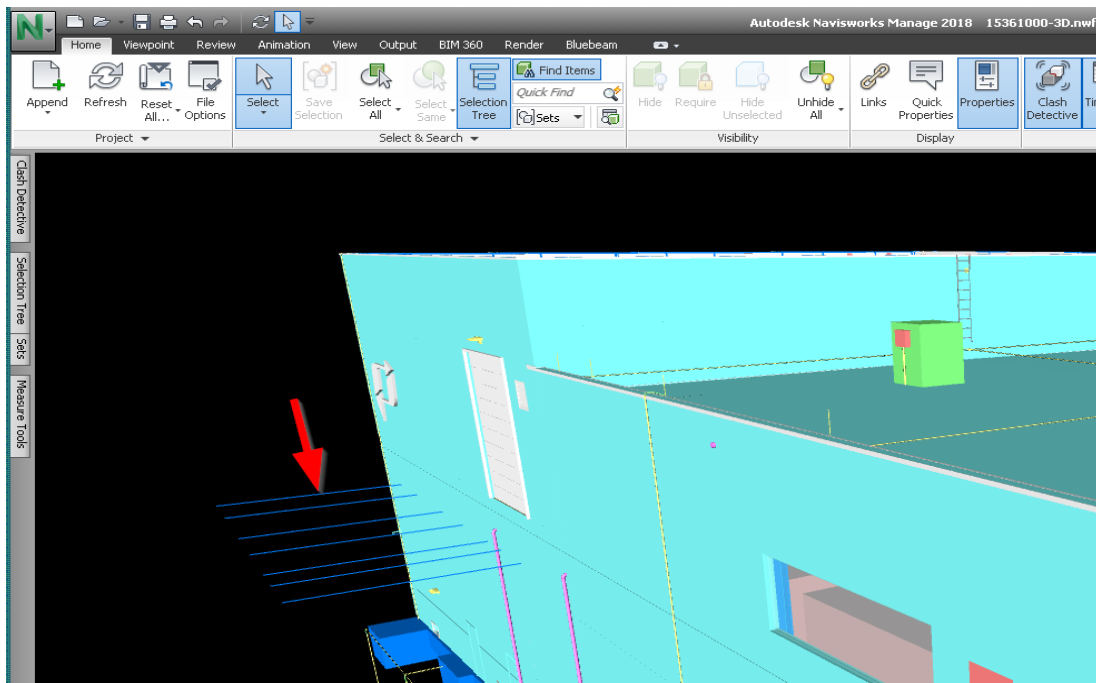 Autodesk Navisworks Manage 2018 15361000-3D.nwf
Home Viewpoint Review Animation View Output BIM 360 Render Bluebeam
Append
Refresh
Reset All...
File Options
Project
Select
Save Selection
Select All
Select Same
Selection Tree
Find Items
Quick Find
Sets
Select & Search
Hide
Require
Hide Unselected
Unhide All
Visibility
Links
Quick Properties
Properties
Display
Clash Detective
Clash Detective
Selection Tree
Sets
Measure Tools